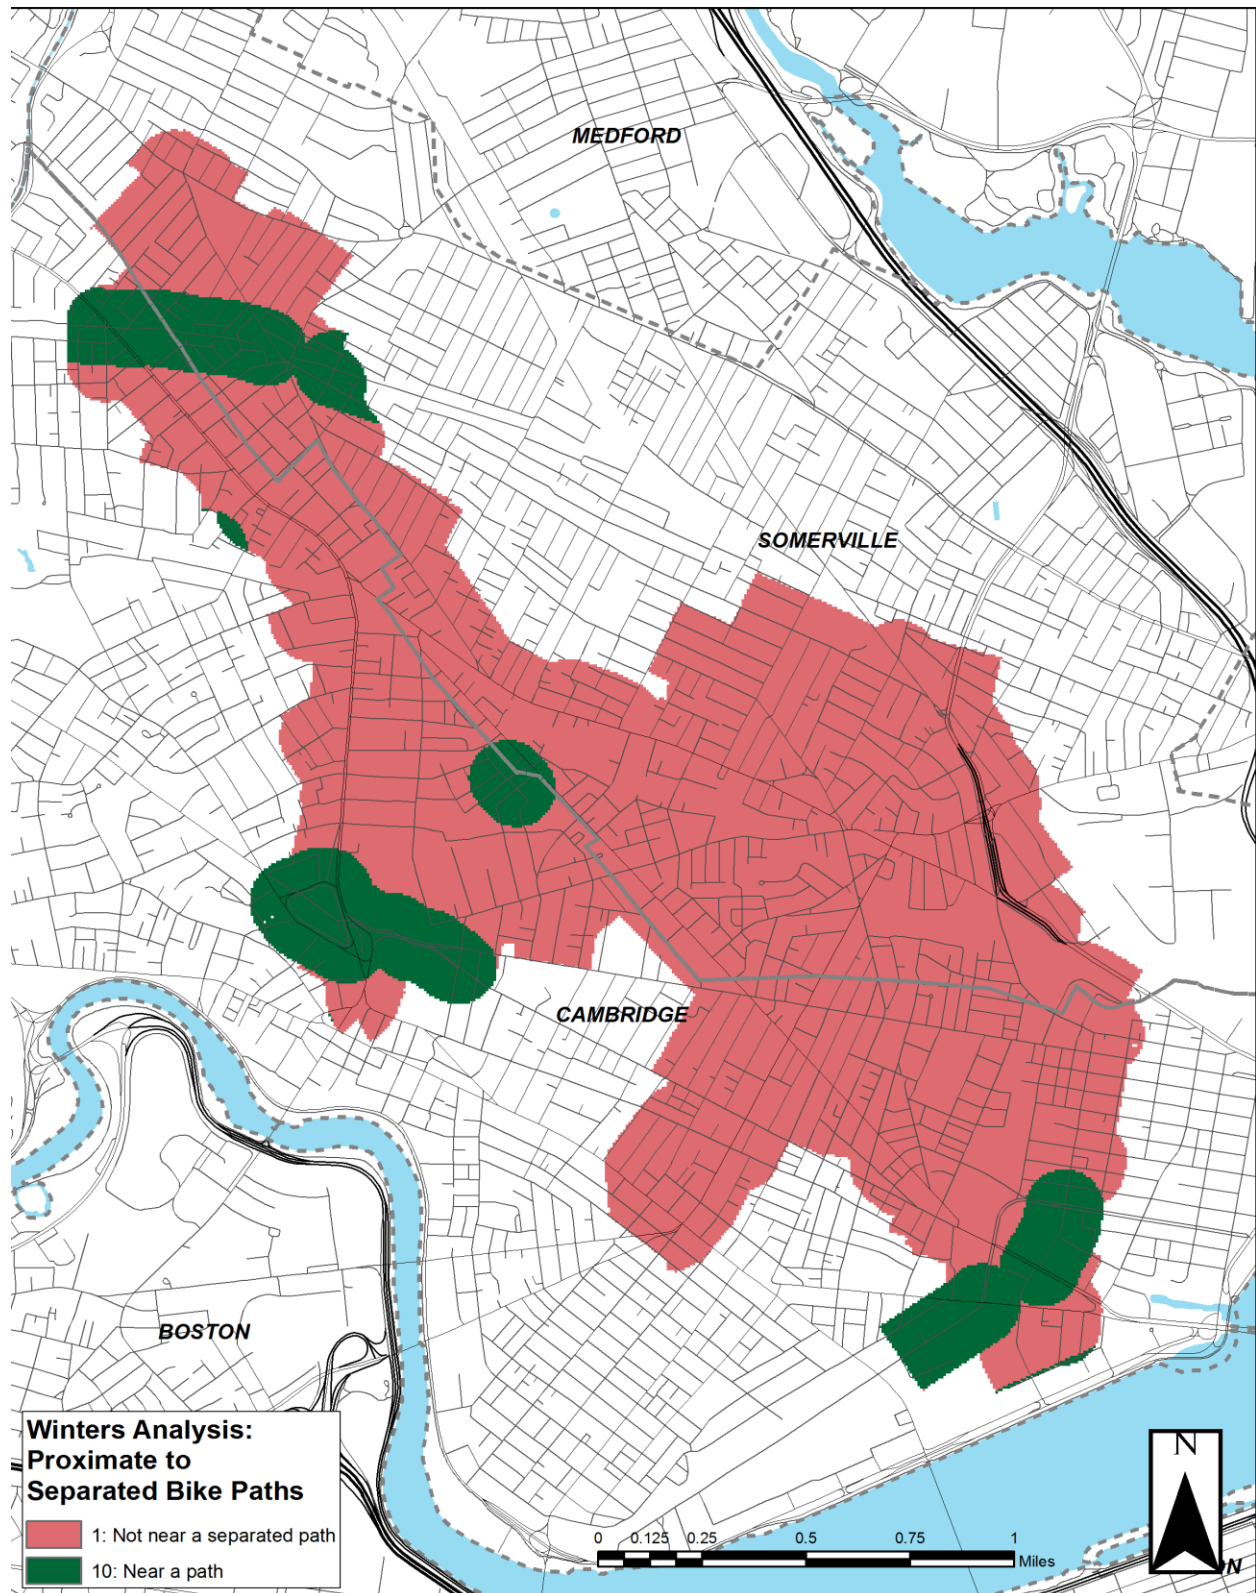 MEDFORD
SOMERVILLE
CAMBRIDGE
BOSTON
Winters Analysis:
Proximate to
Separated Bike Paths
1: Not near a separated path
10: Near a path
0 0.125 0.25 0.5 0.75 1
Miles
N
ON